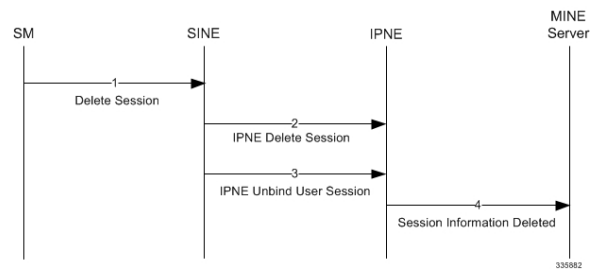 SM
SINE
IPNE
MINE
Server
1
Delete Session
2
IPNE Delete Session
3
IPNE Unbind User Session
4
Session Information Deleted
335882